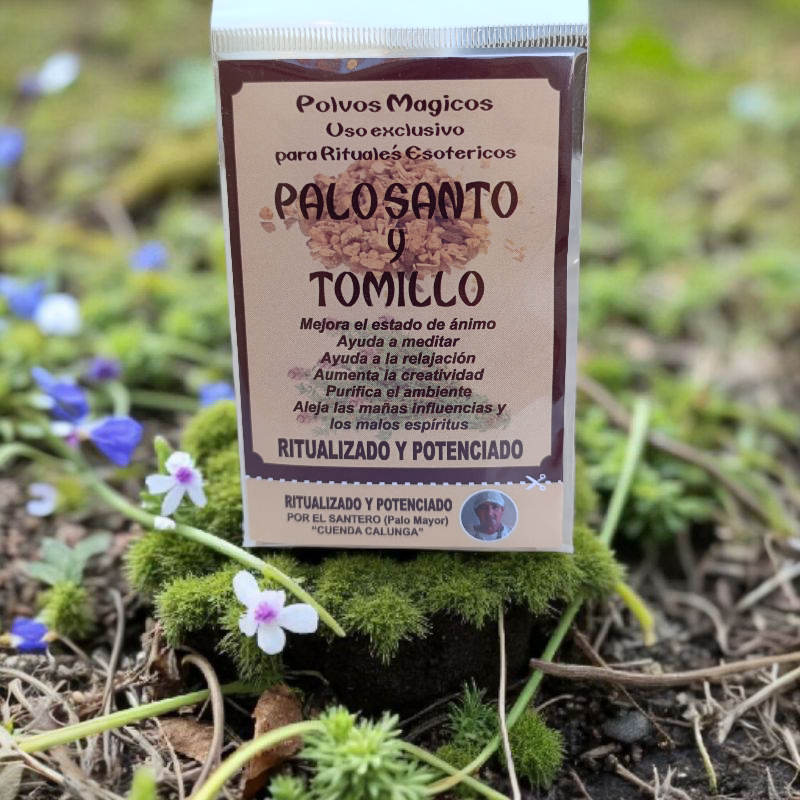 Polvos Magicos
Uso exclusivo
para Rituales Esotericos
PALO SANTO
y
TOMILLO
Mejora el estado de ánimo
Ayuda a meditar
Ayuda a la relajación
Aumenta la creatividad
Purifica el ambiente
Aleja las mañas influencias y
los malos espíritus
RITUALIZADO Y POTENCIADO
RITUALIZADO Y POTENCIADO
POR EL SANTERO (Palo Mayor)
"CUENDA CALUNGA"